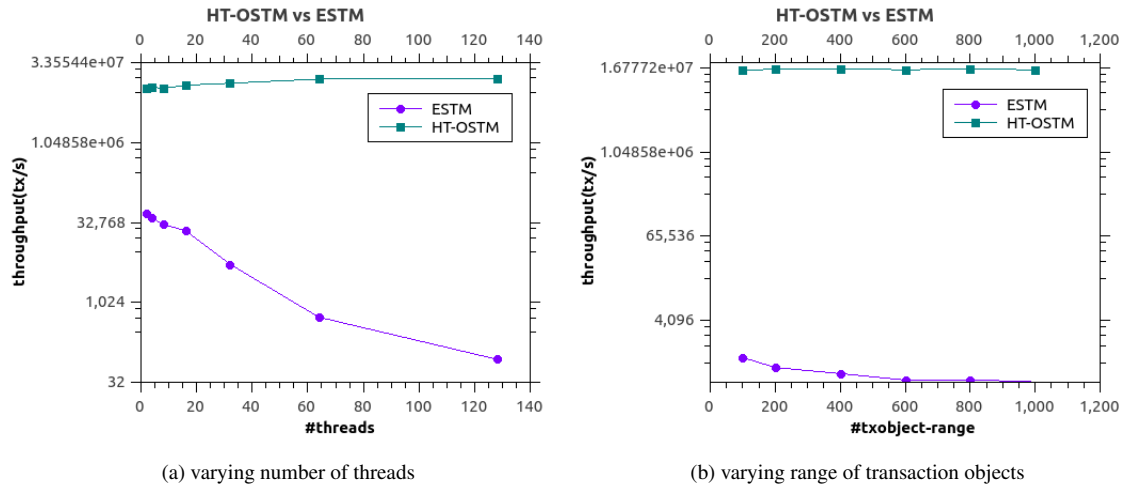 HT-OSTM vs ESTM
0 20 40 60 80 100 120 140
3.35544e+07
1.04858e+06
32,768
1,024
32
throughput(tx/s)
ESTM
HT-OSTM
0 20 40 60 80 100 120 140
#threads
(a) varying number of threads
HT-OSTM vs ESTM
0 200 400 600 800 1,000 1,200
1.67772e+07
1.04858e+06
65,536
4,096
throughput(tx/s)
ESTM
HT-OSTM
0 200 400 600 800 1,000 1,200
#txobject-range
(b) varying range of transaction objects